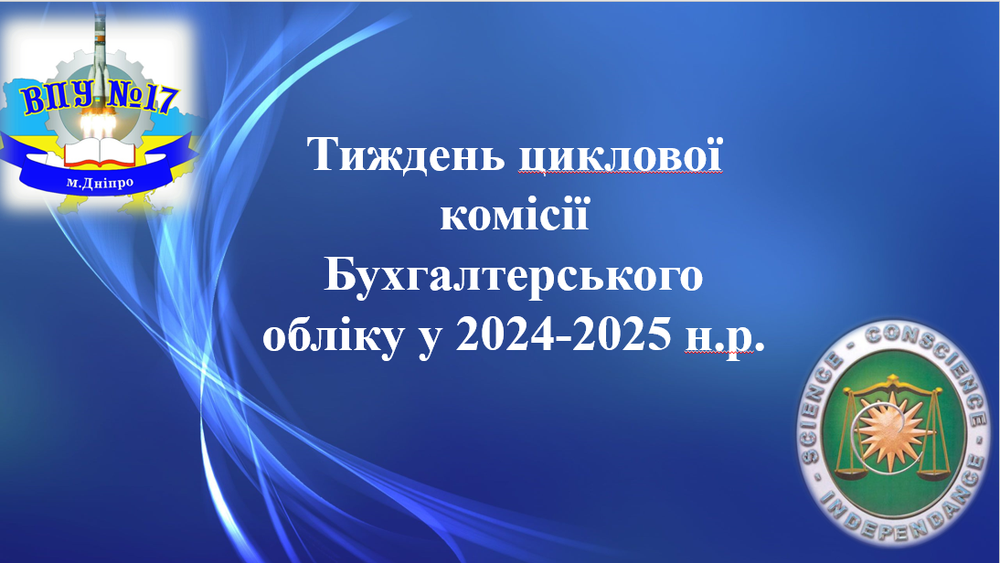 ВПУ №17
м.Дніпро
Тиждень циклової
комісії
Бухгалтерського
обліку у 2024-2025 н.р.
- SCIENCE - CONSCIENCE - INDEPENDANCE